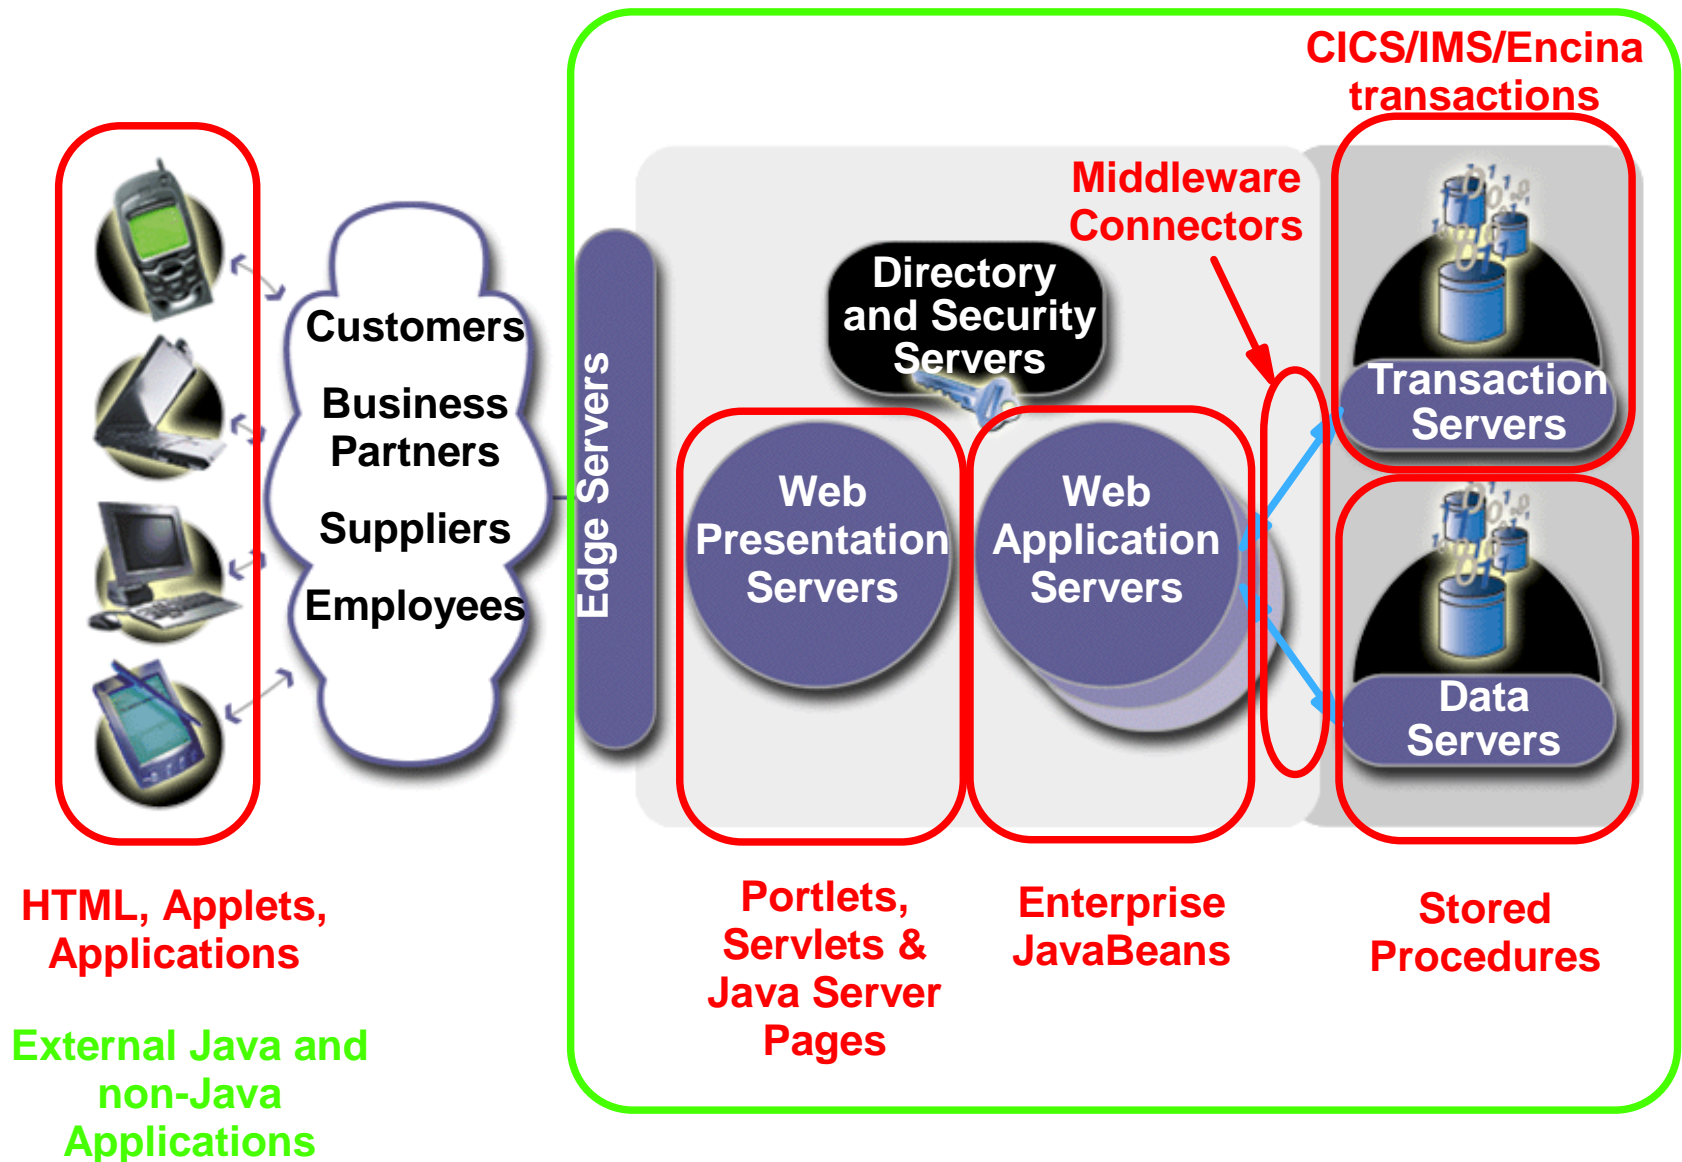 CICS/IMS/Encina
transactions
Middleware
Connectors
Directory
and Security
Servers
Customers
Business
Partners
Suppliers
Employees
Edge Servers
Web
Presentation
Servers
Web
Application
Servers
Transaction
Servers
Data
Servers
HTML, Applets,
Applications
Portlets,
Servlets &
Java Server
Pages
Enterprise
JavaBeans
Stored
Procedures
External Java and
non-Java
Applications